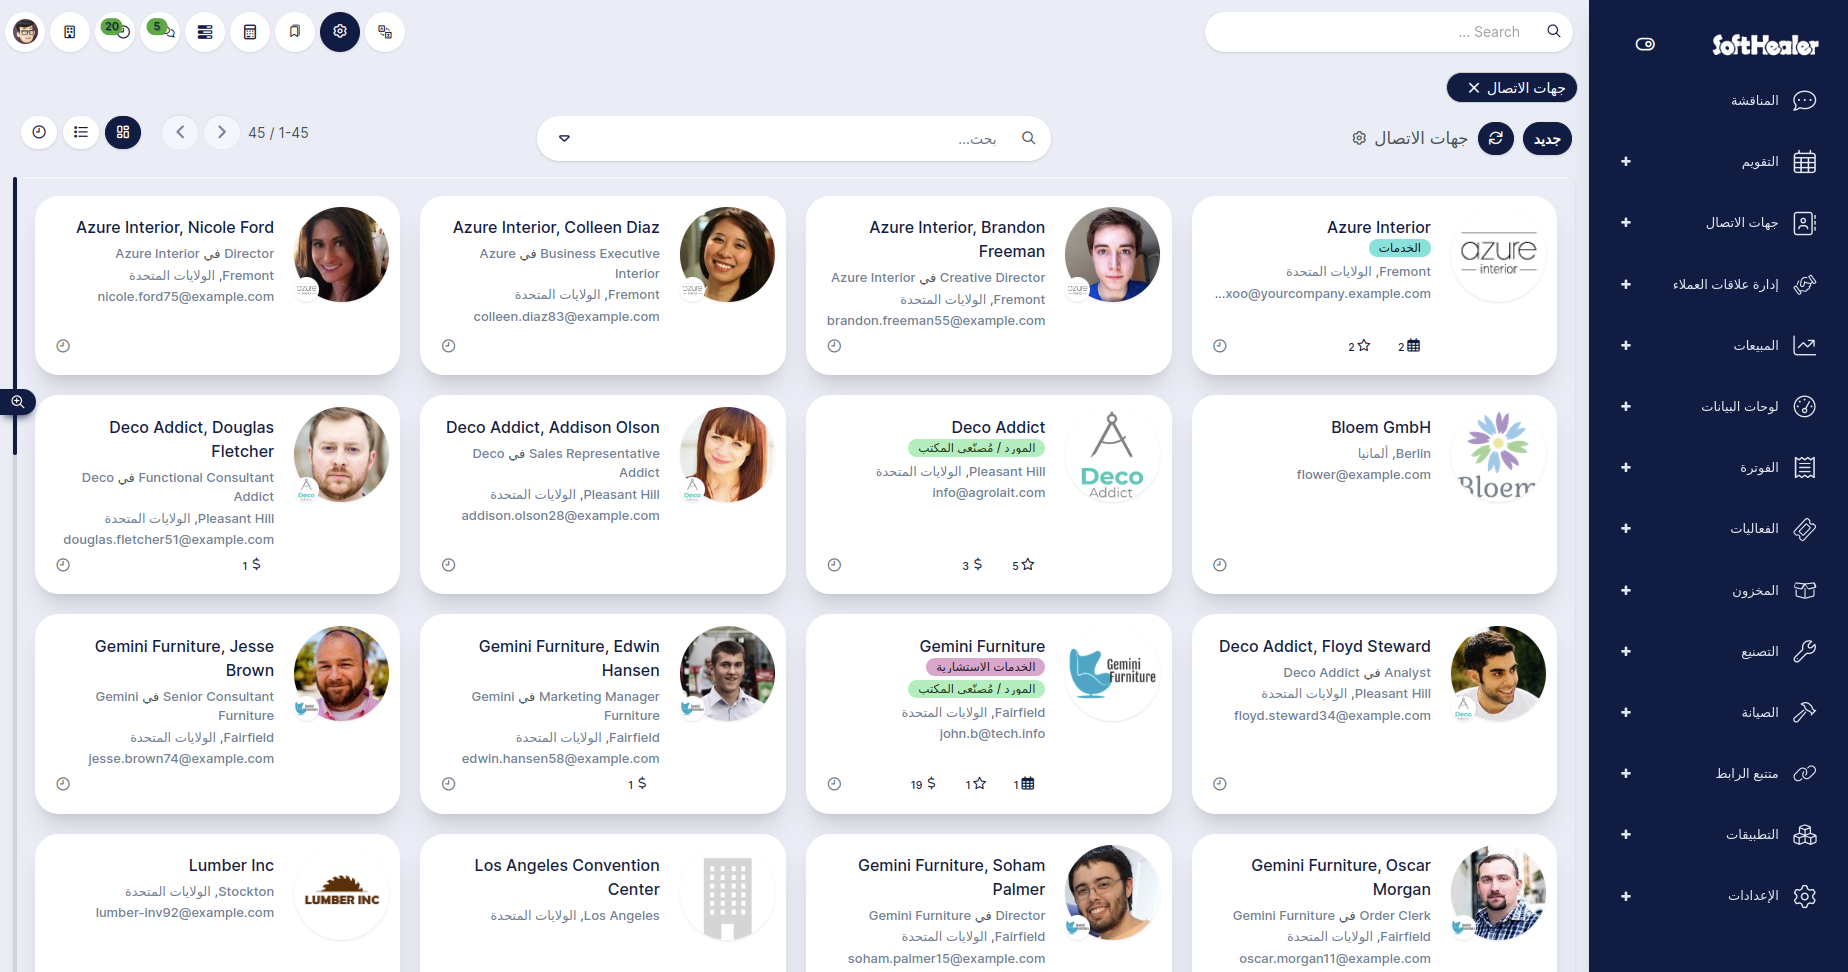 20
5
Search ...
SoftHealer
جهات الاتصال ×
جديد
جهات الاتصال
بحث...
45 / 1-45
المناقشة
التقويم
جهات الاتصال
إدارة علاقات العملاء
المبيعات
لوحات البيانات
الفوترة
الفعاليات
المخزون
التصنيع
الصيانة
متتبع الرابط
التطبيقات
الإعدادات
azure
interior
Azure Interior
الخدمات
Fremont, الولايات المتحدة
...xoo@yourcompany.example.com
2
2
Azure Interior, Brandon
Freeman
Creative Director في Azure Interior
Fremont, الولايات المتحدة
brandon.freeman55@example.com
Azure Interior, Colleen Diaz
Business Executive في Azure
Interior
Fremont, الولايات المتحدة
colleen.diaz83@example.com
Azure Interior, Nicole Ford
Director في Azure Interior
Fremont, الولايات المتحدة
nicole.ford75@example.com
Bloem
Bloem GmbH
Berlin, ألمانيا
flower@example.com
Deco
Addict
Deco Addict
المورد / مُصنّعي المكتب
Pleasant Hill, الولايات المتحدة
info@agrolait.com
5
3 $
Deco Addict, Addison Olson
Sales Representative في Deco
Addict
Pleasant Hill, الولايات المتحدة
addison.olson28@example.com
Deco Addict, Douglas
Fletcher
Functional Consultant في Deco
Addict
Pleasant Hill, الولايات المتحدة
douglas.fletcher51@example.com
1 $
Deco Addict, Floyd Steward
Analyst في Deco Addict
Pleasant Hill, الولايات المتحدة
floyd.steward34@example.com
Gemini
Furniture
Gemini Furniture
الخدمات الاستشارية
المورد / مُصنّعي المكتب
Fairfield, الولايات المتحدة
john.b@tech.info
1
1
19 $
Gemini Furniture, Edwin
Hansen
Marketing Manager في Gemini
Furniture
Fairfield, الولايات المتحدة
edwin.hansen58@example.com
1 $
Gemini Furniture, Jesse
Brown
Senior Consultant في Gemini
Furniture
Fairfield, الولايات المتحدة
jesse.brown74@example.com
Gemini Furniture, Oscar
Morgan
Order Clerk في Gemini Furniture
Fairfield, الولايات المتحدة
oscar.morgan11@example.com
Gemini Furniture, Soham
Palmer
Director في Gemini Furniture
Fairfield, الولايات المتحدة
soham.palmer15@example.com
Los Angeles Convention
Center
Los Angeles, الولايات المتحدة
LUMBER INC
Lumber Inc
Stockton, الولايات المتحدة
lumber-inv92@example.com